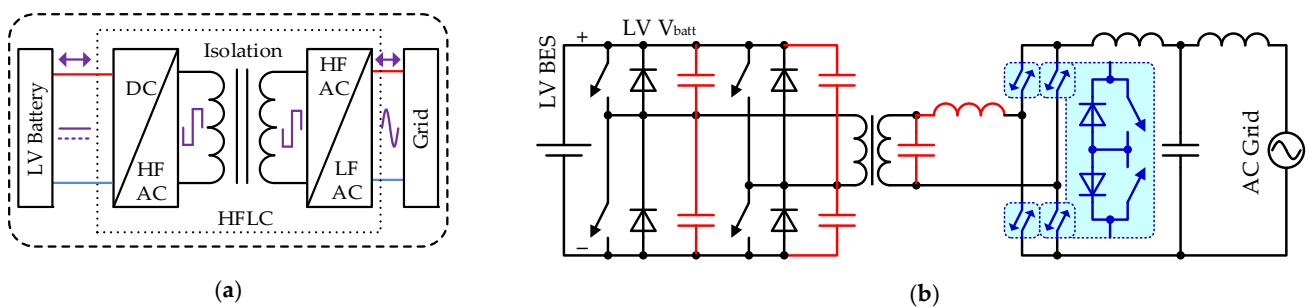 LV Battery
DC
HF
AC
Isolation
HF
AC
LF
AC
Grid
HFLC
(a)
LV BES
+
LV Vbatt
−
AC Grid
(b)